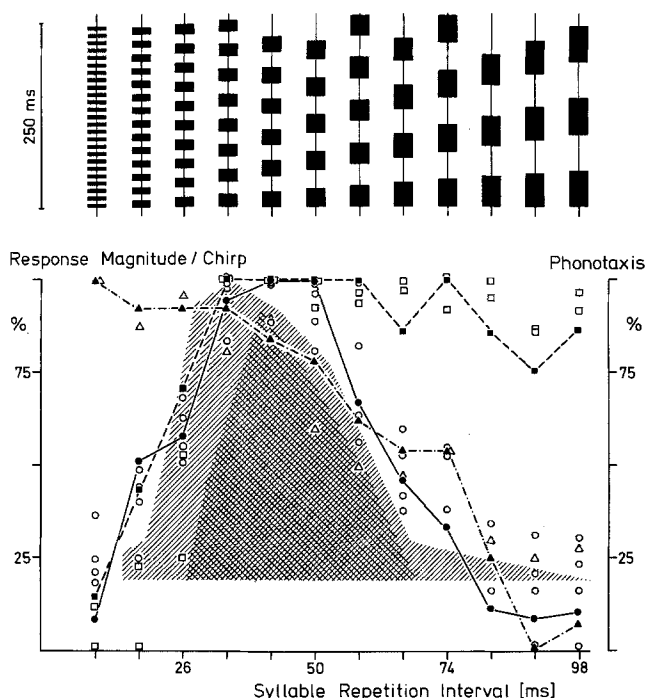 250 ms
Response Magnitude / Chirp
Phonotaxis
% %
75 75
25 25
26 50 74 98
Syllable Repetition Interval [ms]